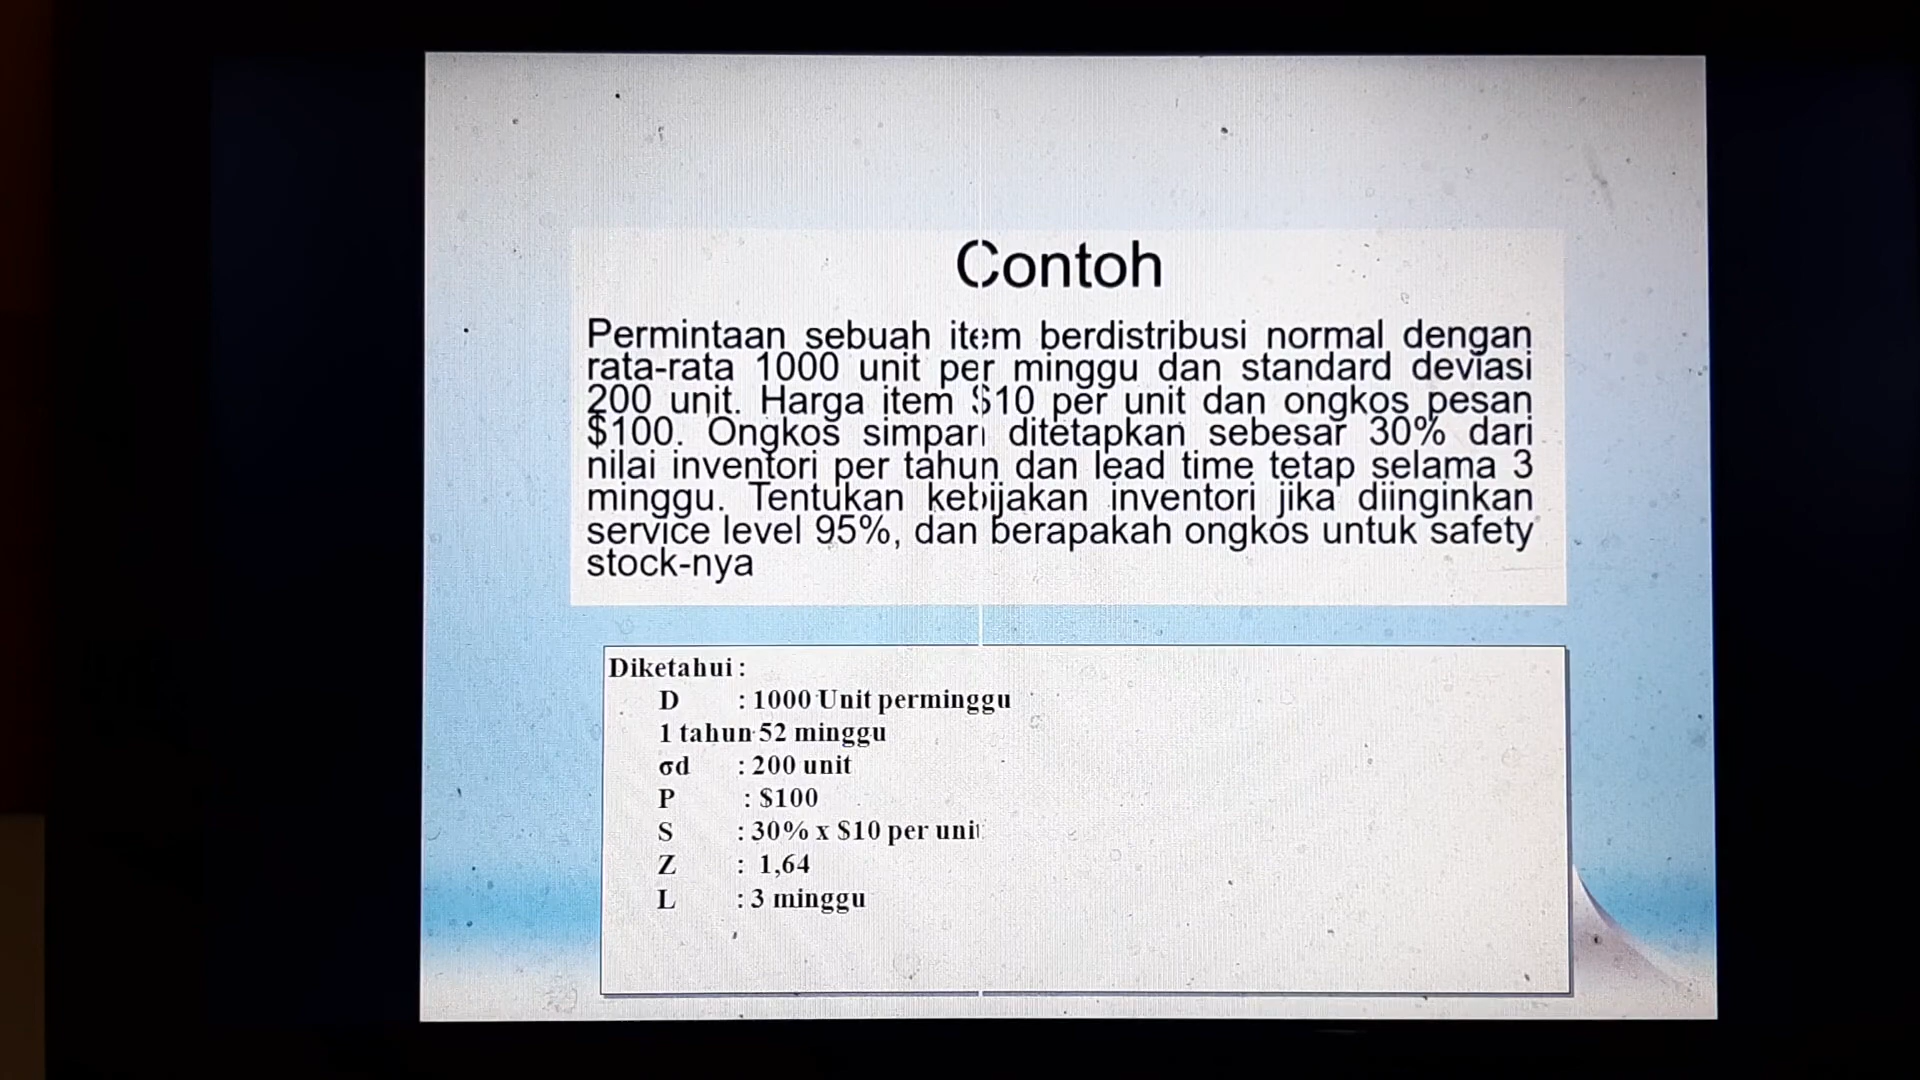 Contoh
Permintaan sebuah item berdistribusi normal dengan
rata-rata 1000 unit per minggu dan standard deviasi
200 unit. Harga item $10 per unit dan ongkos pesan
$100. Ongkos simpan ditetapkan sebesar 30% dari
nilai inventori per tahun dan lead time tetap selama 3
minggu. Tentukan kebijakan inventori jika diinginkan
service level 95%, dan berapakah ongkos untuk safety
stock-nya
Diketahui :
D : 1000 Unit perminggu
1 tahun 52 minggu
σd : 200 unit
P : $100
S : 30% x $10 per unit
Z : 1,64
L : 3 minggu